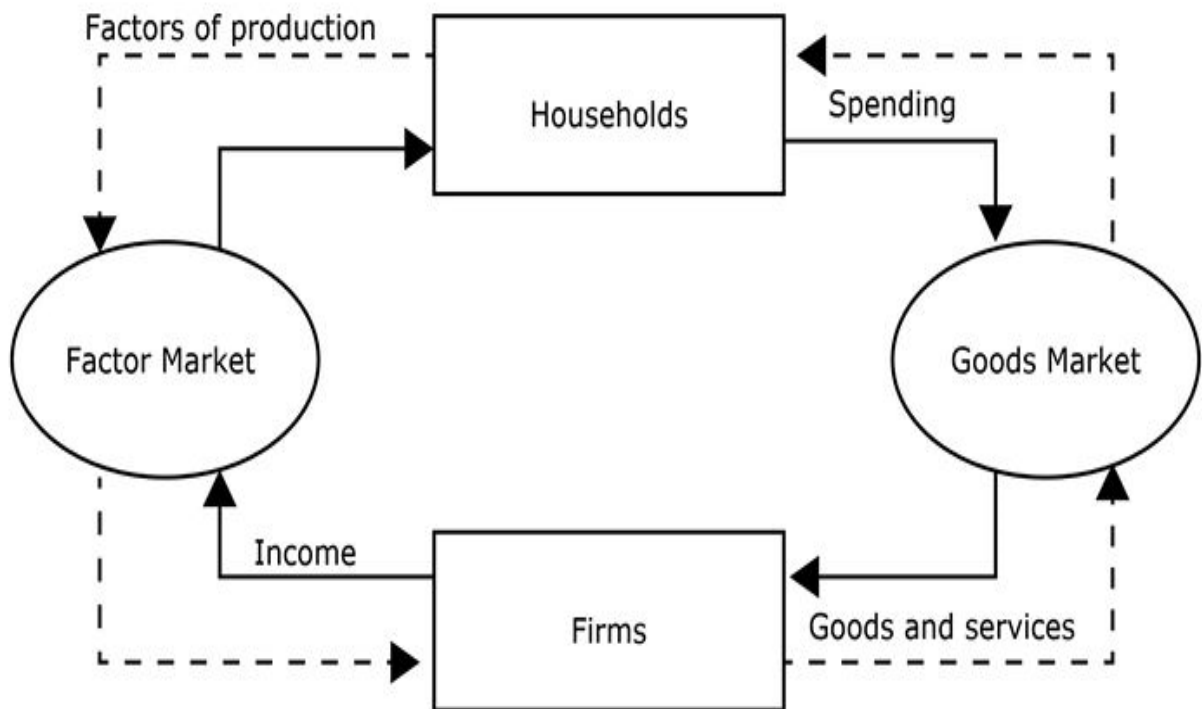 Factors of production
Households
Spending
Factor Market
Goods Market
Income
Firms
Goods and services